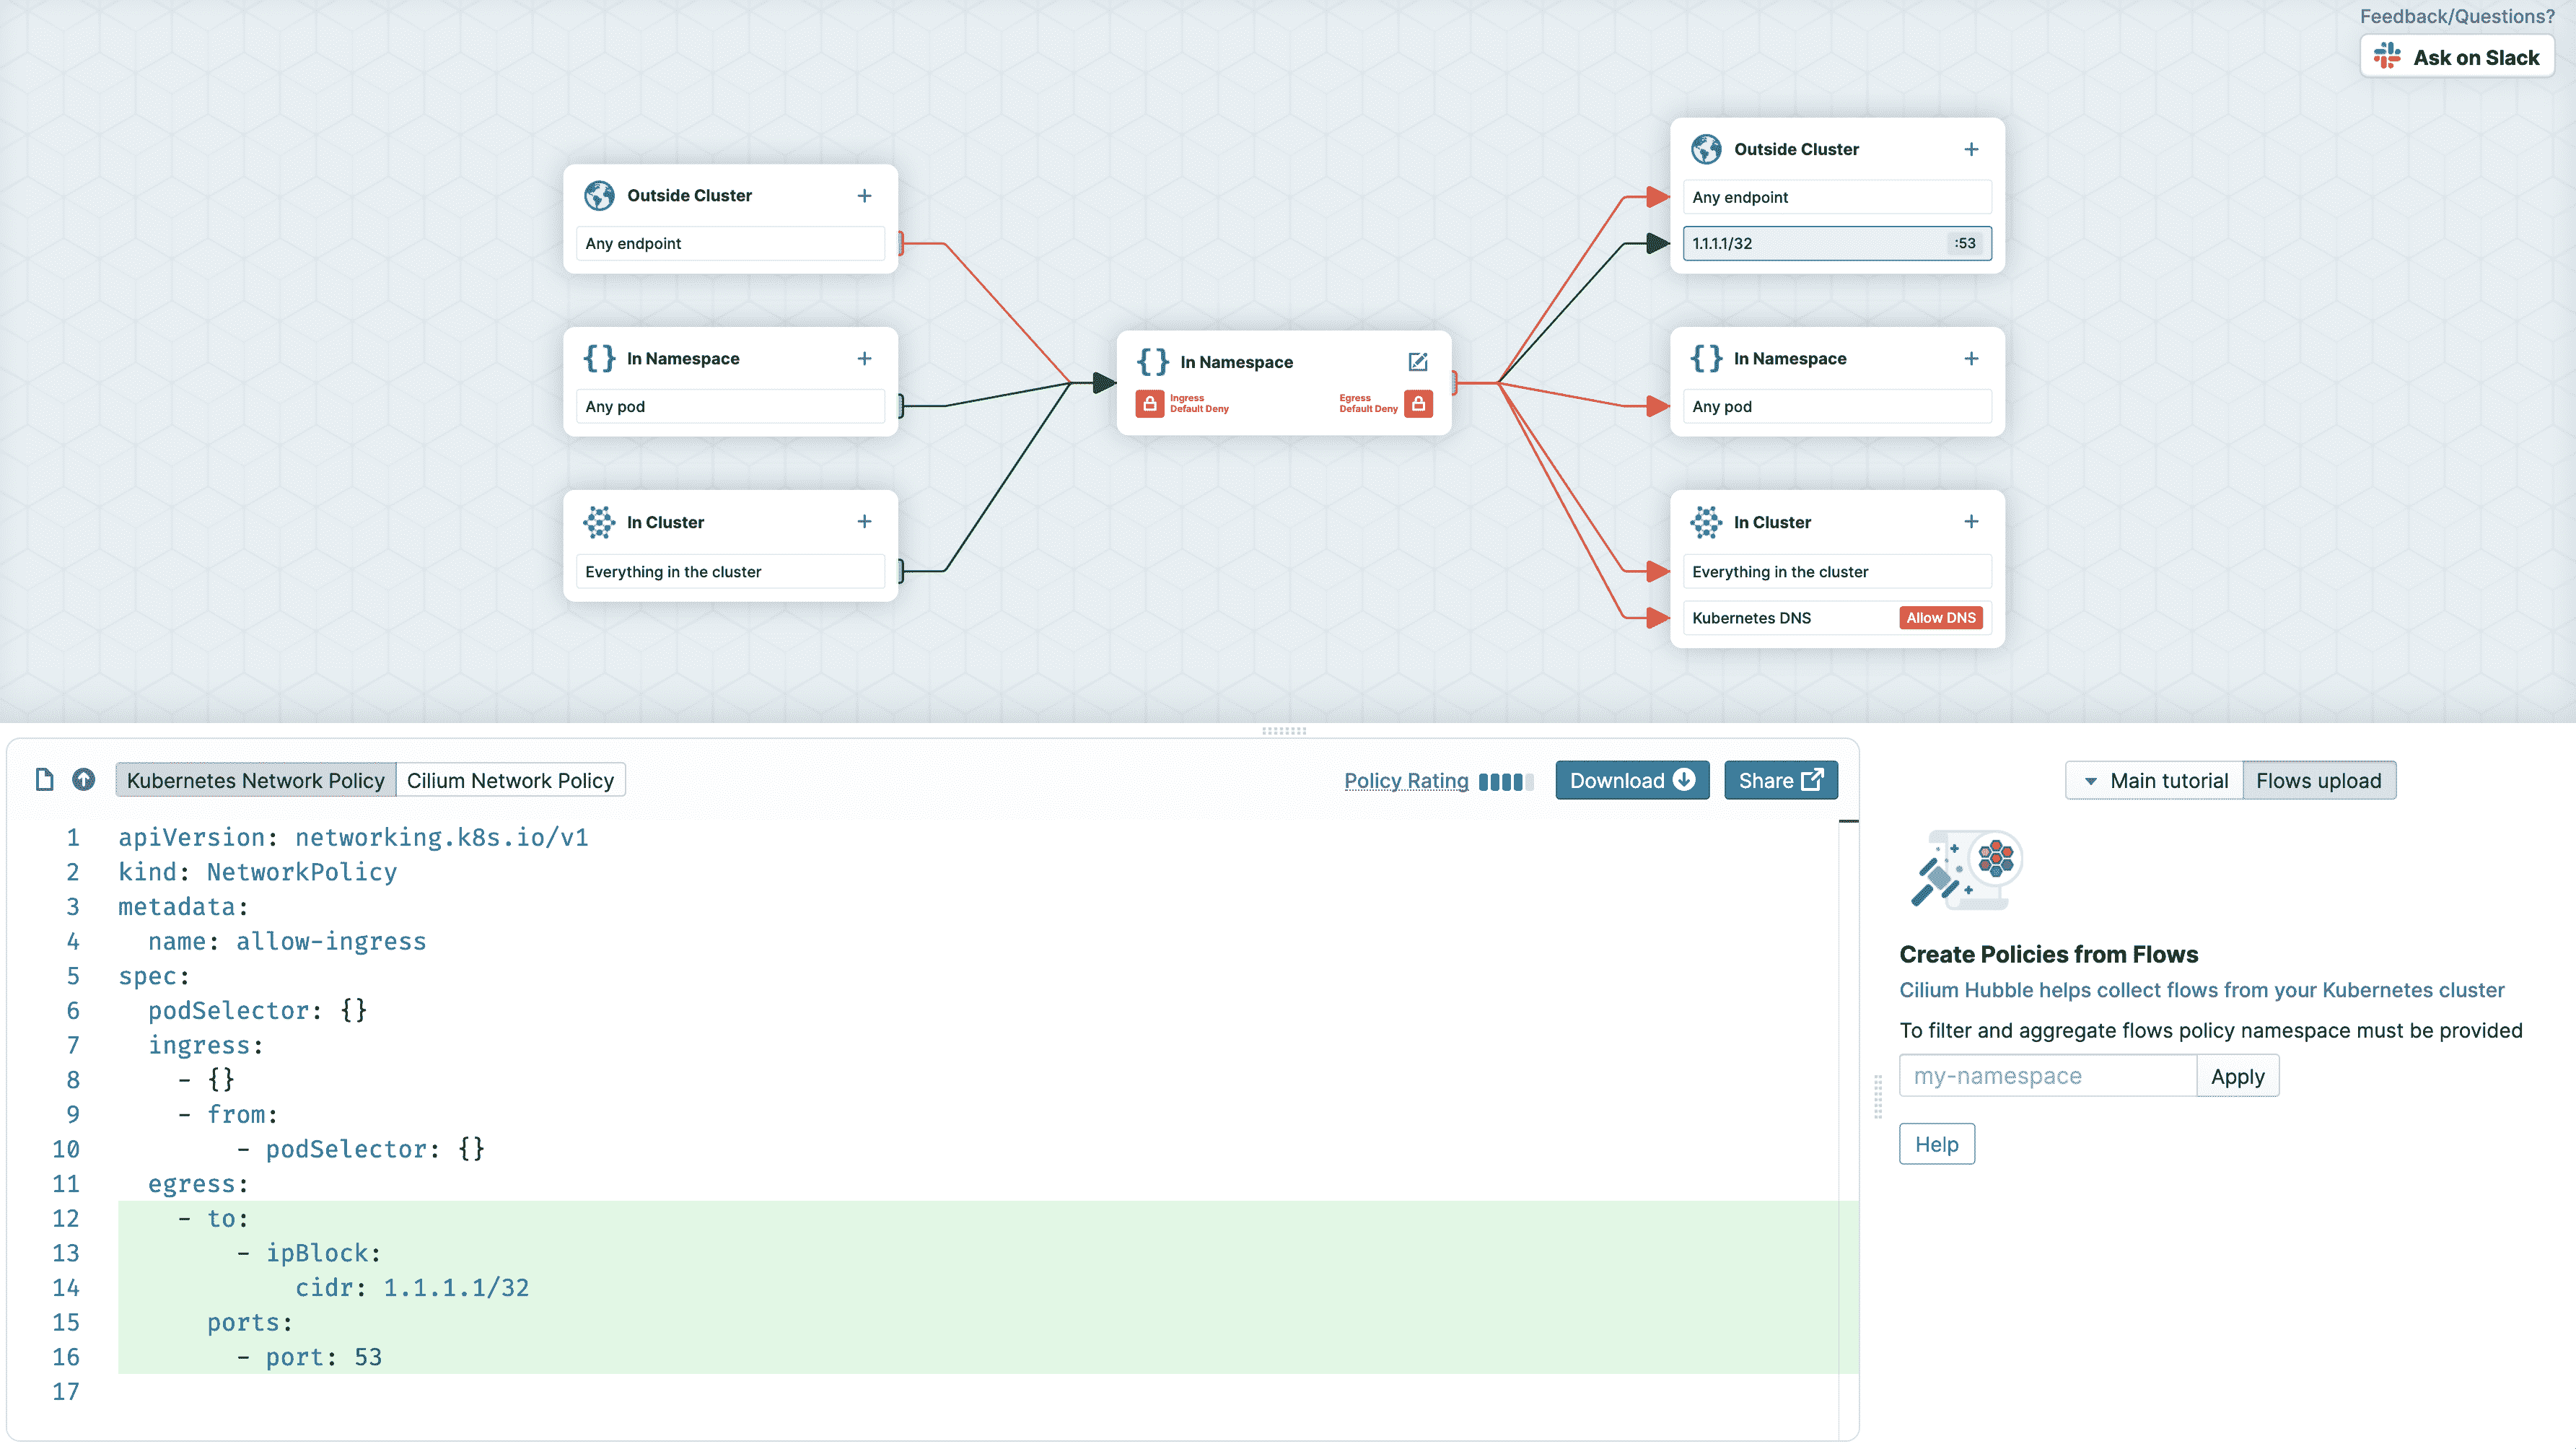 Feedback/Questions?
Ask on Slack
Outside Cluster +
Any endpoint
{} In Namespace +
Any pod
In Cluster +
Everything in the cluster
{} In Namespace
Ingress
Default Deny
Egress
Default Deny
Outside Cluster +
Any endpoint
1.1.1.1/32 :53
{} In Namespace +
Any pod
In Cluster +
Everything in the cluster
Kubernetes DNS Allow DNS
Kubernetes Network Policy Cilium Network Policy Policy Rating Download Share
1 apiVersion: networking.k8s.io/v1
2 kind: NetworkPolicy
3 metadata:
4   name: allow-ingress
5 spec:
6   podSelector: {}
7   ingress:
8     - {}
9     - from:
10         - podSelector: {}
11   egress:
12     - to:
13         - ipBlock:
14             cidr: 1.1.1.1/32
15       ports:
16         - port: 53
17
Main tutorial Flows upload
Create Policies from Flows
Cilium Hubble helps collect flows from your Kubernetes cluster
To filter and aggregate flows policy namespace must be provided
my-namespace Apply
Help